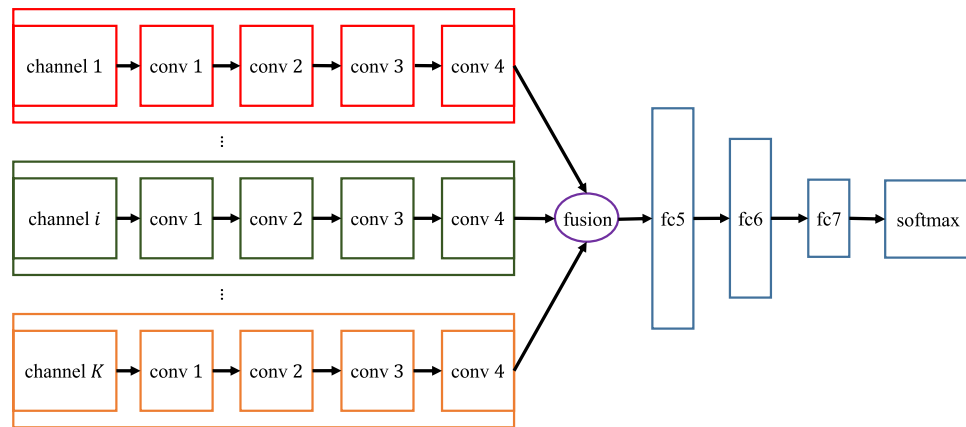 channel 1 conv 1 conv 2 conv 3 conv 4
⋮
channel i conv 1 conv 2 conv 3 conv 4 fusion fc5 fc6 fc7 softmax
⋮
channel K conv 1 conv 2 conv 3 conv 4